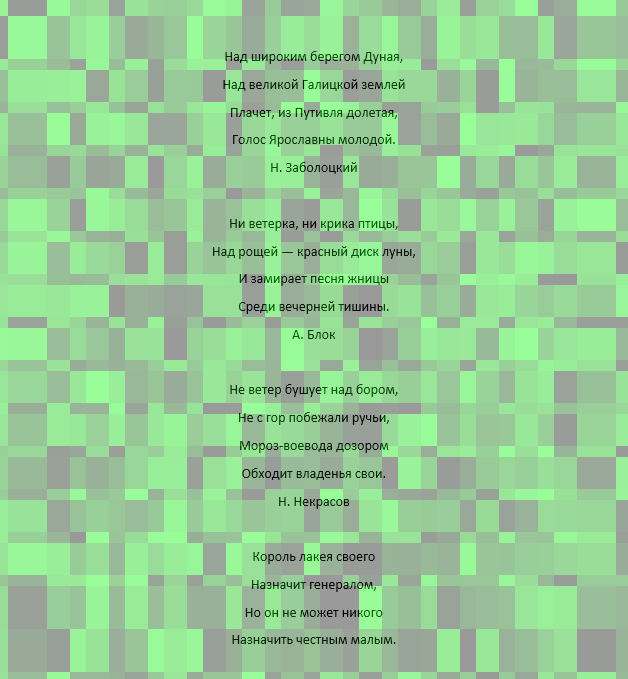 Над широким берегом Дуная,
Над великой Галицкой землей
Плачет, из Путивля долетая,
Голос Ярославны молодой.
Н. Заболоцкий
Ни ветерка, ни крика птицы,
Над рощей — красный диск луны,
И замирает песня жницы
Среди вечерней тишины.
А. Блок
Не ветер бушует над бором,
Не с гор побежали ручьи,
Мороз-воевода дозором
Обходит владенья свои.
Н. Некрасов
Король лакея своего
Назначит генералом,
Но он не может никого
Назначить честным малым.